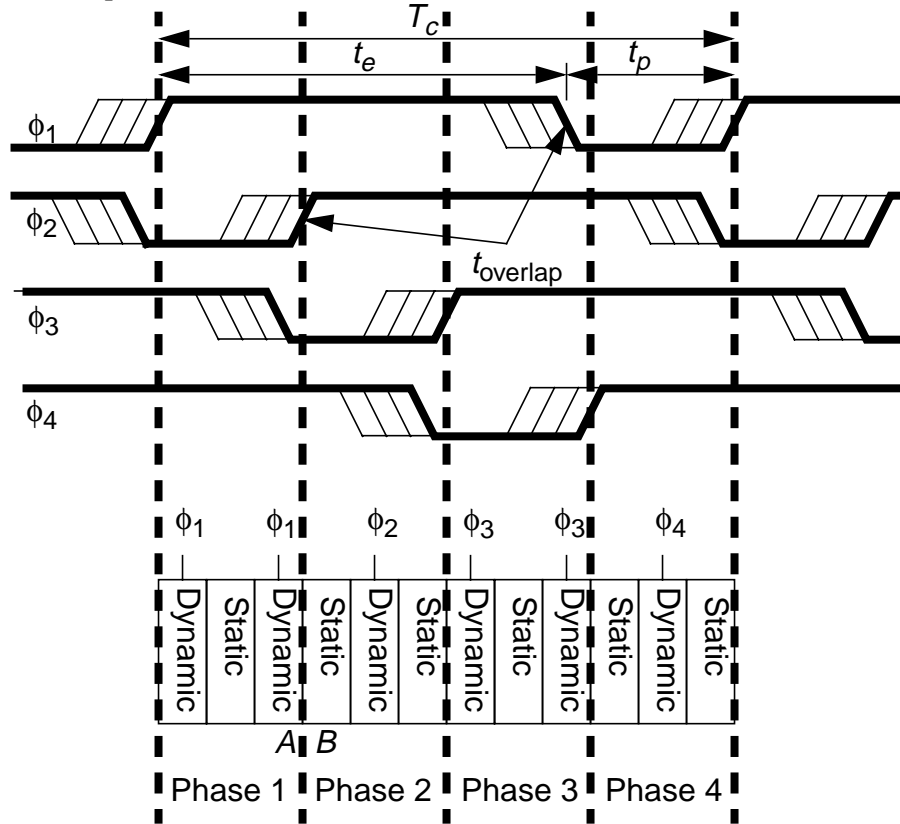 T_c
t_e
t_p
ϕ1
ϕ2
t_overlap
ϕ3
ϕ4
ϕ1 ϕ1 ϕ2 ϕ3 ϕ3 ϕ4
Dynamic Static Dynamic Static Dynamic Static Dynamic Static Dynamic Static Dynamic Static
A B
Phase 1 Phase 2 Phase 3 Phase 4